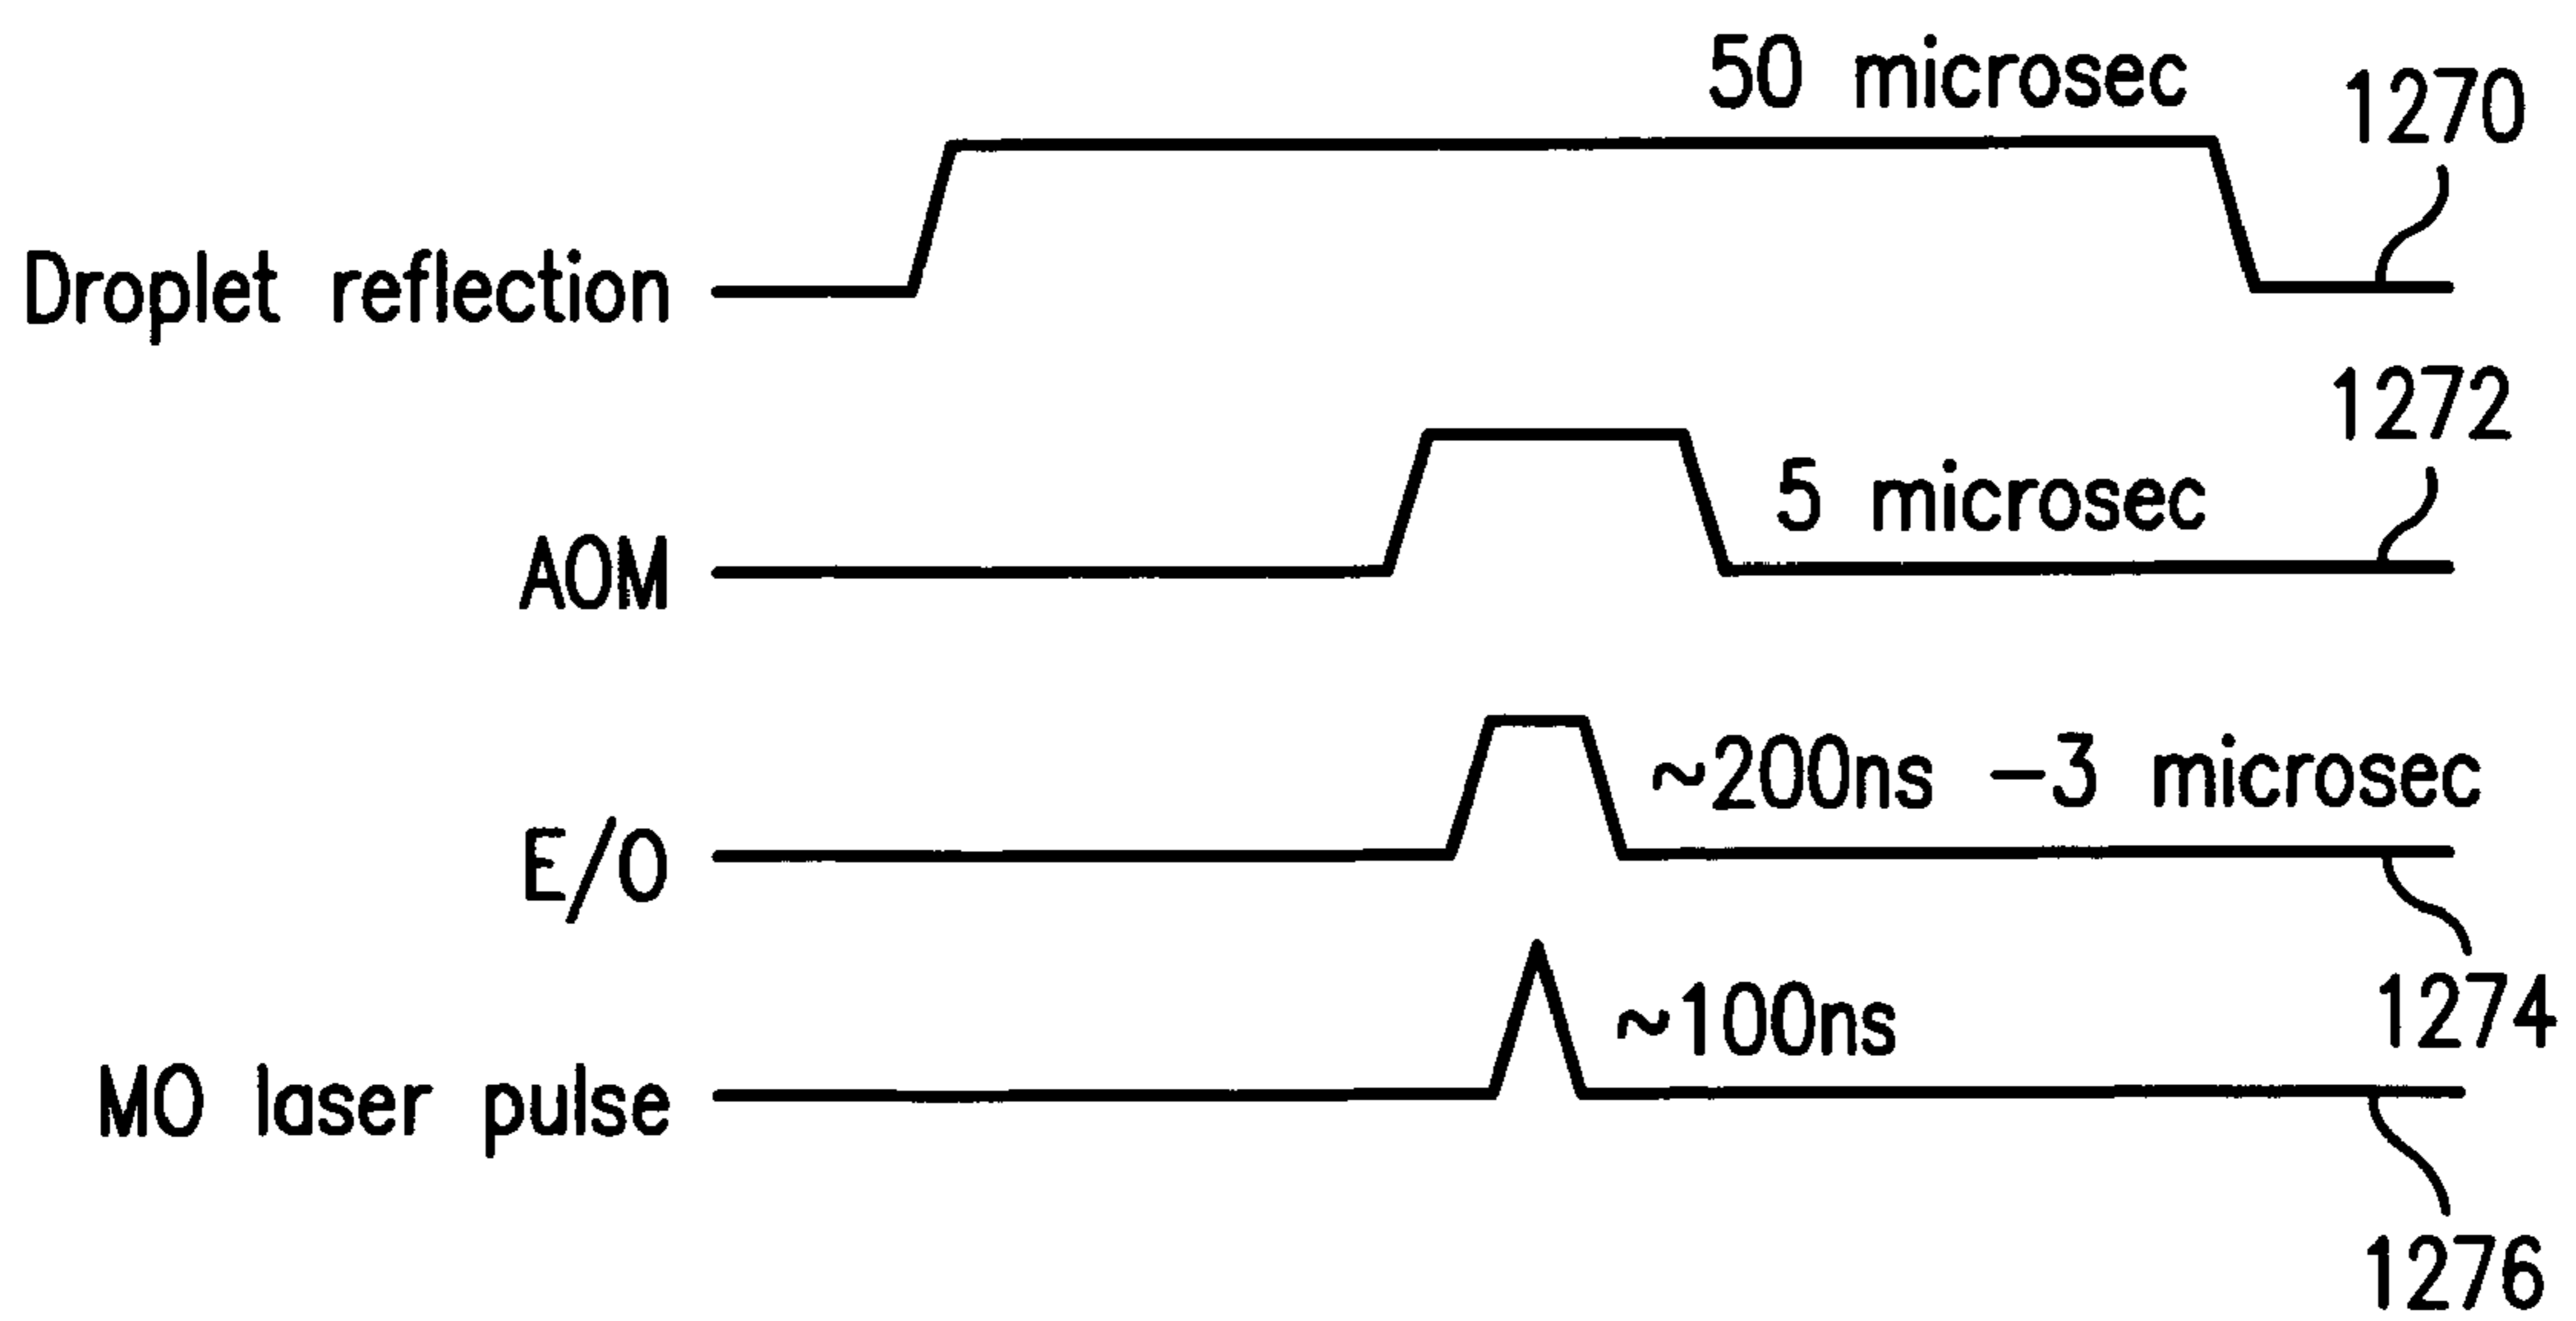 50 microsec
1270
Droplet reflection
1272
5 microsec
AOM
~200ns -3 microsec
E/O
1274
~100ns
MO laser pulse
1276